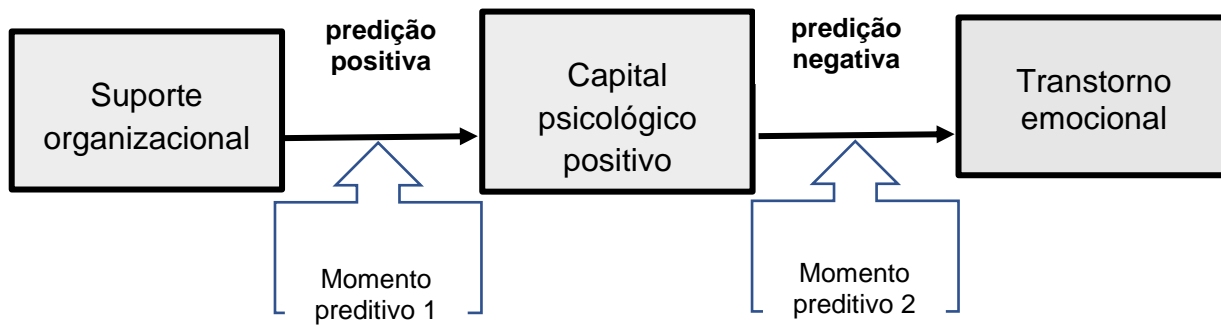 predição
positiva
predição
negativa
Suporte
organizacional
Capital
psicológico
positivo
Transtorno
emocional
Momento
preditivo 1
Momento
preditivo 2